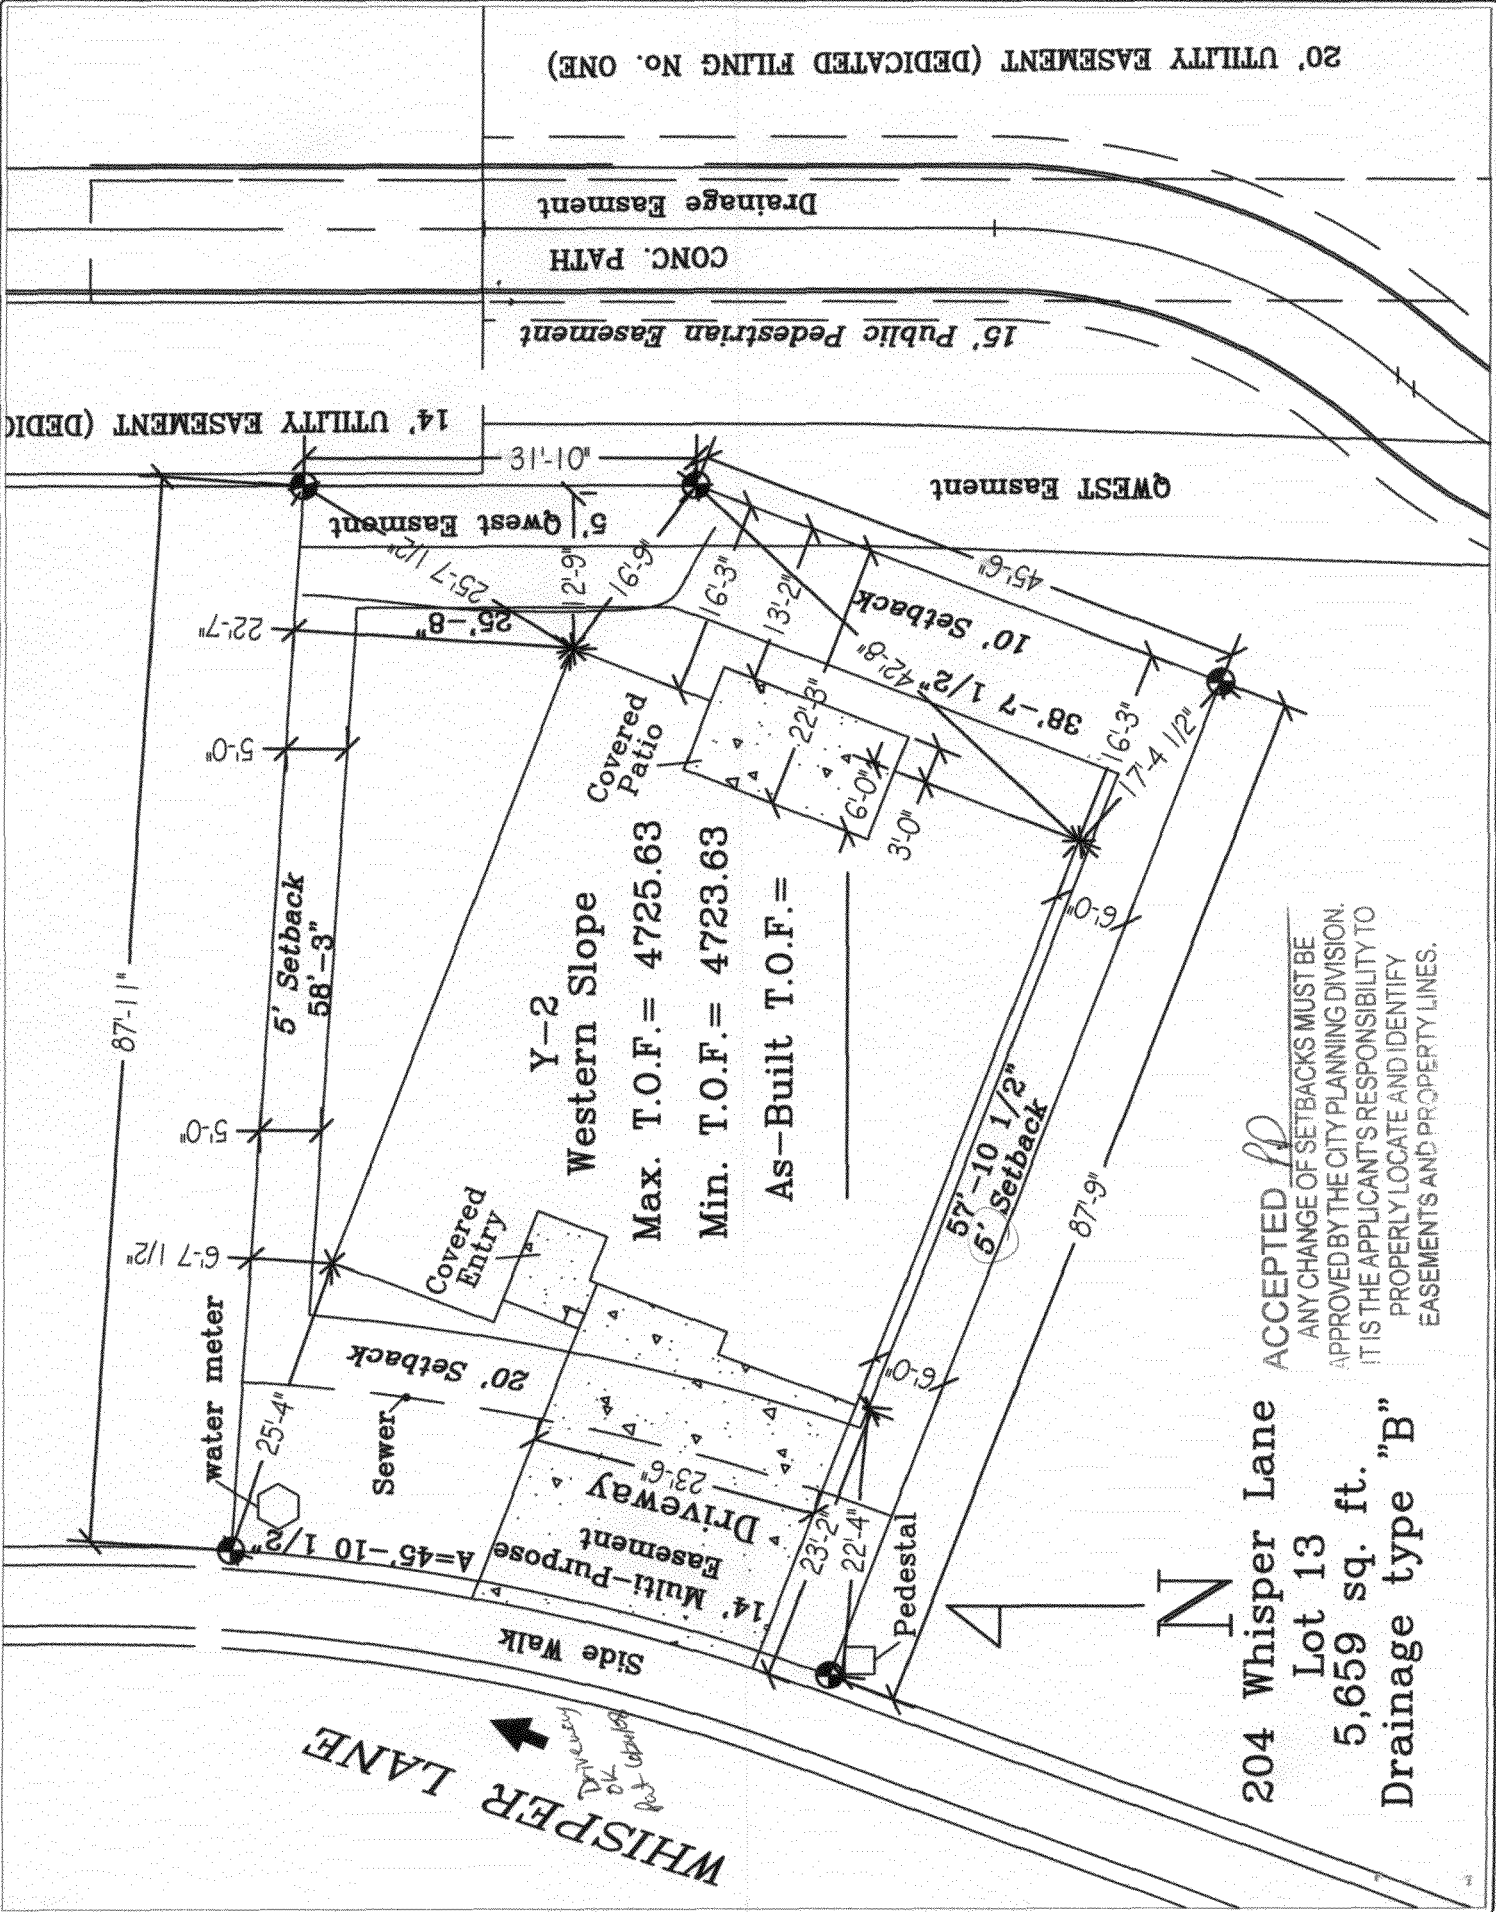 20' UTILITY EASEMENT (DEDICATED FILING No. ONE)
Drainage Easment
CONC. PATH
15' Public Pedestrian Easement
14' UTILITY EASEMENT (DEDIC
QWEST Easment
31'-10"
5' Qwest Easment
25'-7 1/2"
12'-9"
16'-9"
16'-3"
13'-2"
45'-6"
10' Setback
22'-7"
25'-8"
42'-8"
38'-7 1/2"
22'-3"
16'-3"
17'-4 1/2"
5'-0"
Covered
Patio
6'-0"
3'-0"
6'-0"
87'-11"
5' Setback
58'-3"
Y-2
Western Slope
Max. T.O.F.= 4725.63
Min. T.O.F.= 4723.63
As-Built T.O.F.=
5'-0"
57'-10 1/2"
5' Setback
87'-9"
6'-7 1/2"
Covered
Entry
water meter
20' Setback
6'-0"
25'-4"
Sewer
23'-6"
Driveway
A=45'-10 1/2"
14' Multi-Purpose
Easement
23'-2"
22'-4"
Pedestal
Side Walk
WHISPER LANE
Driveway
OK
N
204 Whisper Lane
Lot 13
5,659 sq. ft.
Drainage type "B"
ACCEPTED
ANY CHANGE OF SETBACKS MUST BE
APPROVED BY THE CITY PLANNING DIVISION.
IT IS THE APPLICANT'S RESPONSIBILITY TO
PROPERLY LOCATE AND IDENTIFY
EASEMENTS AND PROPERTY LINES.